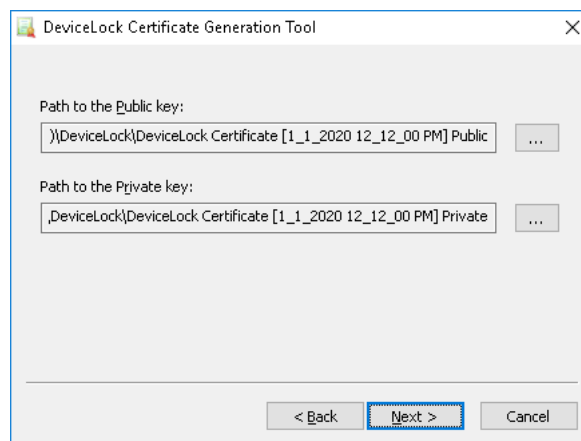 DeviceLock Certificate Generation Tool
Path to the Public key:
)\DeviceLock\DeviceLock Certificate [1_1_2020 12_12_00 PM] Public
...
Path to the Private key:
\DeviceLock\DeviceLock Certificate [1_1_2020 12_12_00 PM] Private
...
< Back
Next >
Cancel